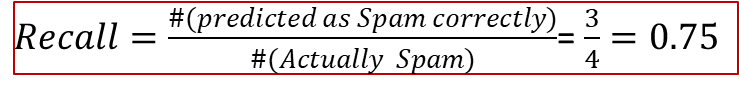 Recall = #(predicted as Spam correctly) / #(Actually Spam) = 3/4 = 0.75